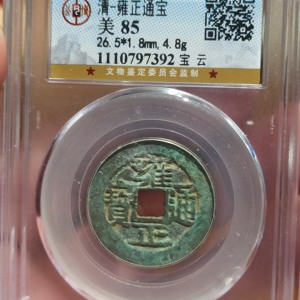 清·雍正通宝
美 85
26.5*1.8mm, 4.8g
1110797392 宝云
文物鉴定委员会监制
雍正通寶